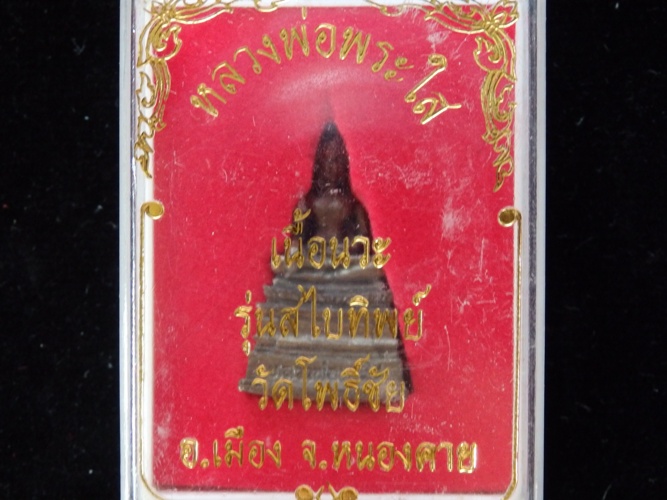 หลวงพ่อพระใส
เนื้อนวะ
รุ่นสไบทิพย์
วัดโพธิ์ชัย
อ.เมือง จ.หนองคาย